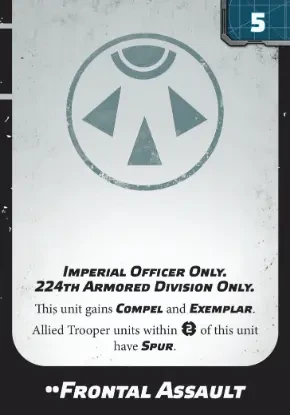 5
IMPERIAL OFFICER ONLY.
224TH ARMORED DIVISION ONLY.
This unit gains COMPEL and EXEMPLAR.
Allied Trooper units within 2 of this unit
have SPUR.
••FRONTAL ASSAULT